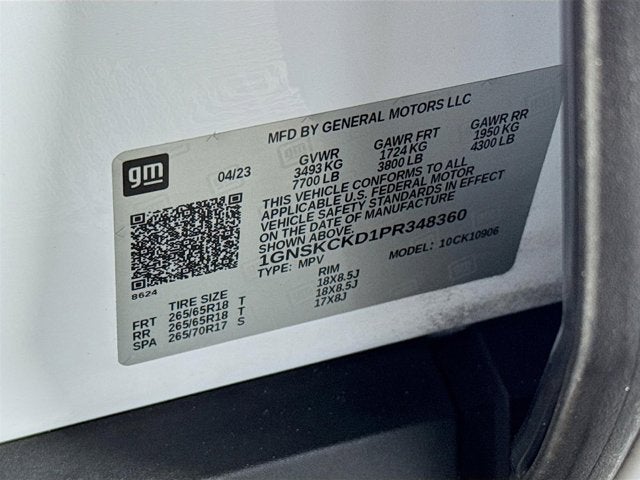 MFD BY GENERAL MOTORS LLC
gm
04/23
GVWR GAWR FRT GAWR RR
3493 KG 1724 KG 1950 KG
7700 LB 3800 LB 4300 LB
THIS VEHICLE CONFORMS TO ALL
APPLICABLE U.S. FEDERAL MOTOR
VEHICLE SAFETY STANDARDS IN EFFECT
ON THE DATE OF MANUFACTURE
SHOWN ABOVE.
1GNSKCKD1PR348360
TYPE: MPV MODEL: 10CK10906
8624
TIRE SIZE RIM
FRT 265/65R18 T 18X8.5J
RR 265/65R18 T 18X8.5J
SPA 265/70R17 S 17X8J